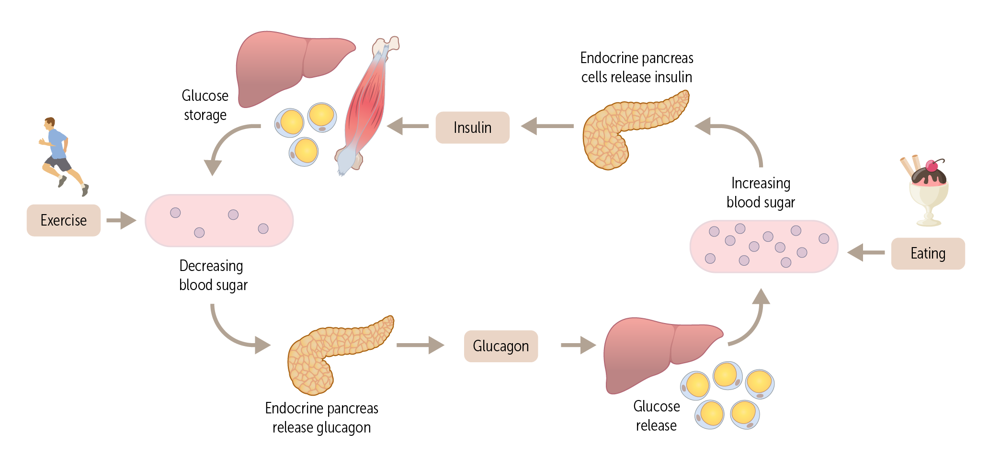 Endocrine pancreas
cells release insulin
Glucose
storage
Insulin
Increasing
blood sugar
Exercise
Eating
Decreasing
blood sugar
Glucagon
Endocrine pancreas
release glucagon
Glucose
release